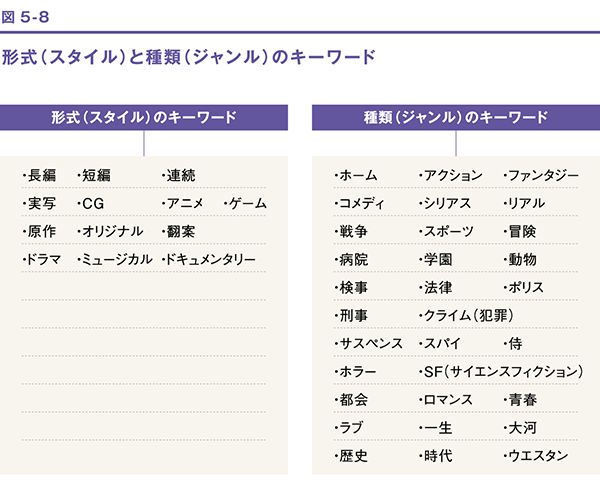 図 5-8
形式（スタイル）と種類（ジャンル）のキーワード
形式（スタイル）のキーワード
・長編 ・短編 ・連続
・実写 ・CG ・アニメ ・ゲーム
・原作 ・オリジナル ・翻案
・ドラマ ・ミュージカル ・ドキュメンタリー
種類（ジャンル）のキーワード
・ホーム ・アクション ・ファンタジー
・コメディ ・シリアス ・リアル
・戦争 ・スポーツ ・冒険
・病院 ・学園 ・動物
・検事 ・法律 ・ポリス
・刑事 ・クライム（犯罪）
・サスペンス ・スパイ ・侍
・ホラー ・SF（サイエンスフィクション）
・都会 ・ロマンス ・青春
・ラブ ・一生 ・大河
・歴史 ・時代 ・ウエスタン